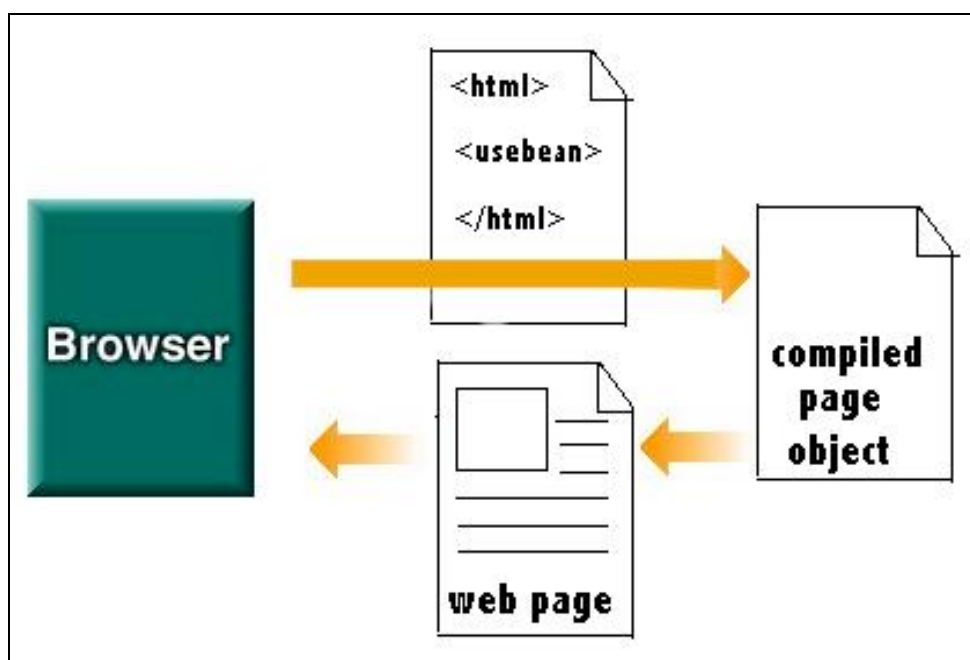 <html>
<usebean>
</html>
Browser
compiled
page
object
web page